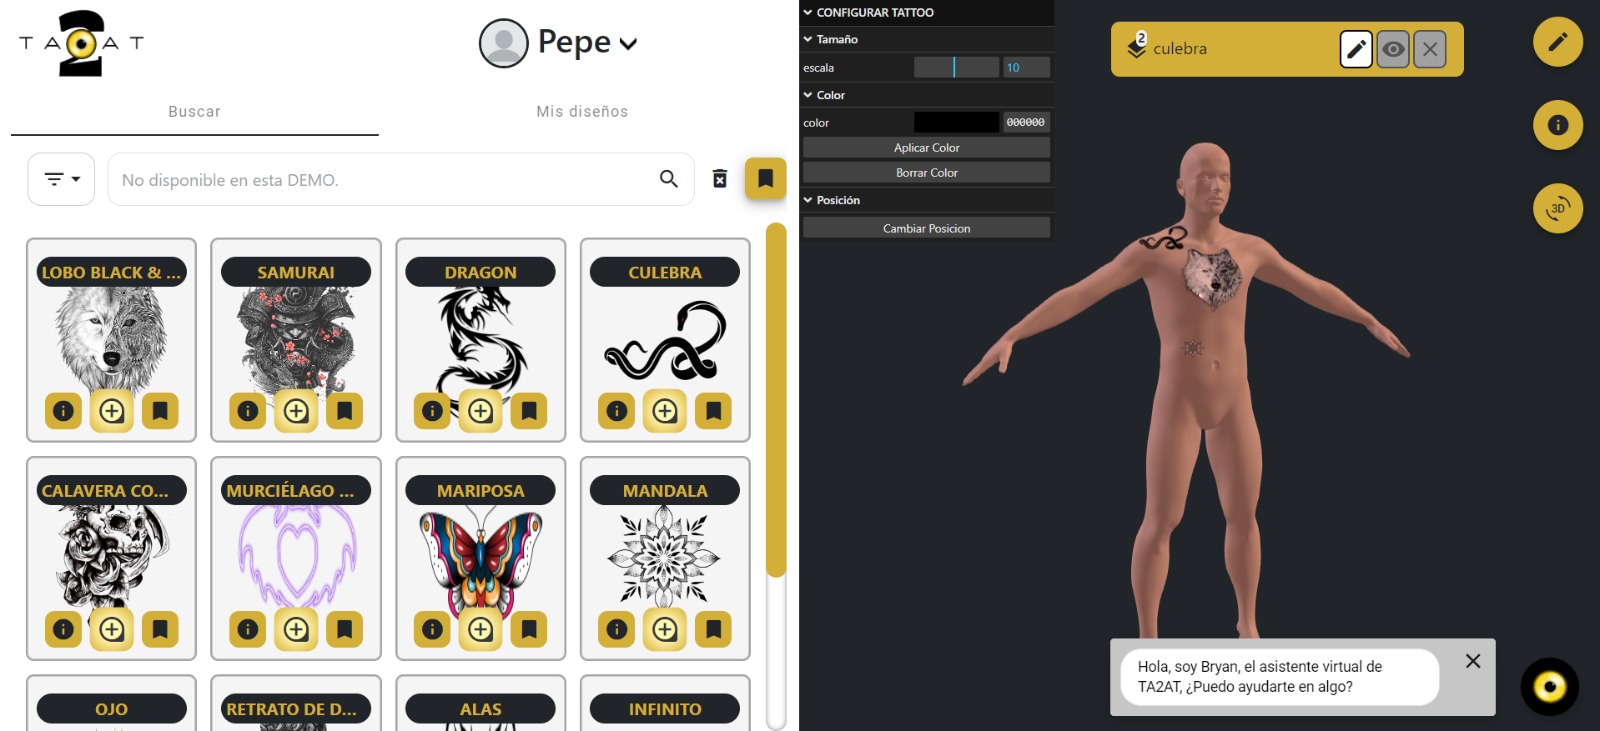 TA2AT
Pepe
Buscar
Mis diseños
No disponible en esta DEMO.
LOBO BLACK & ...
SAMURAI
DRAGON
CULEBRA
CALAVERA CO...
MURCIÉLAGO ...
MARIPOSA
MANDALA
OJO
RETRATO DE D...
ALAS
INFINITO
CONFIGURAR TATTOO
Tamaño
escala
10
Color
color
000000
Aplicar Color
Borrar Color
Posición
Cambiar Posicion
2
culebra
3D
Hola, soy Bryan, el asistente virtual de
TA2AT, ¿Puedo ayudarte en algo?